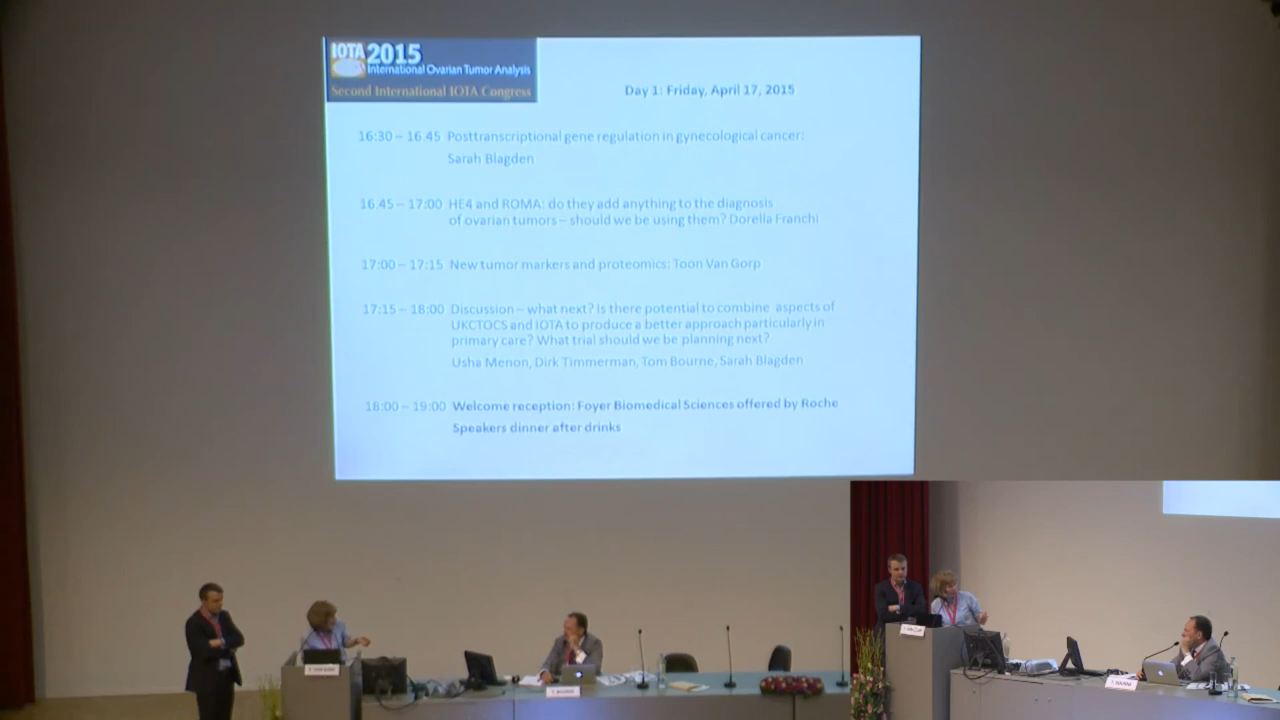 IOTA 2015
International Ovarian Tumor Analysis
Second International IOTA Congress
Day 1: Friday, April 17, 2015
16:30 – 16.45 Posttranscriptional gene regulation in gynecological cancer:
Sarah Blagden
16.45 – 17:00 HE4 and ROMA: do they add anything to the diagnosis
of ovarian tumors – should we be using them? Dorella Franchi
17:00 – 17:15 New tumor markers and proteomics: Toon Van Gorp
17:15 – 18:00 Discussion – what next? Is there potential to combine aspects of
UKCTOCS and IOTA to produce a better approach particularly in
primary care? What trial should we be planning next?
Usha Menon, Dirk Timmerman, Tom Bourne, Sarah Blagden
18:00 – 19:00 Welcome reception: Foyer Biomedical Sciences offered by Roche
Speakers dinner after drinks